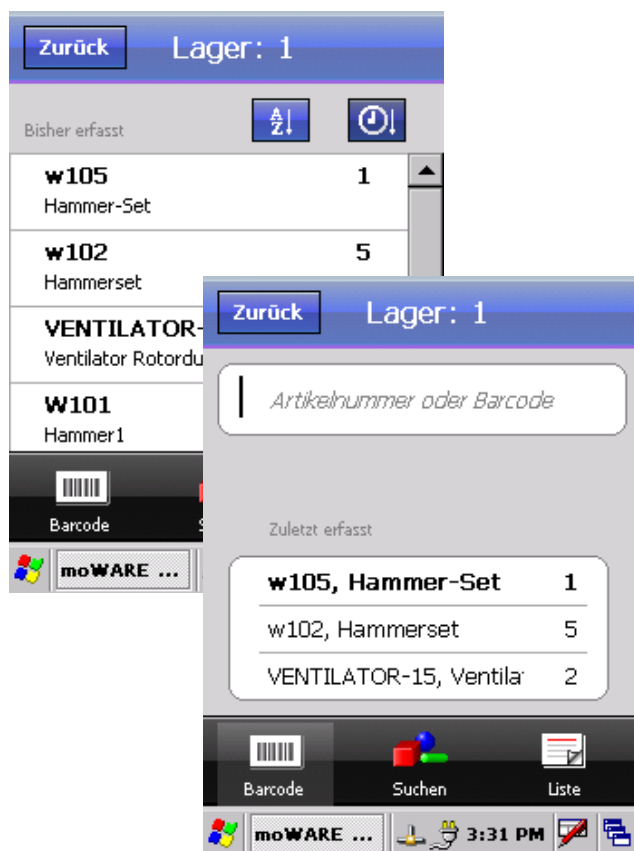 Zurück Lager: 1
Bisher erfasst
w105 1
Hammer-Set
w102 5
Hammerset
VENTILATOR-
Ventilator Rotordu
W101
Hammer1
Barcode S
moWARE ...
Zurück Lager: 1
Artikelnummer oder Barcode
Zuletzt erfasst
w105, Hammer-Set 1
w102, Hammerset 5
VENTILATOR-15, Ventila 2
Barcode Suchen Liste
moWARE ... 3:31 PM